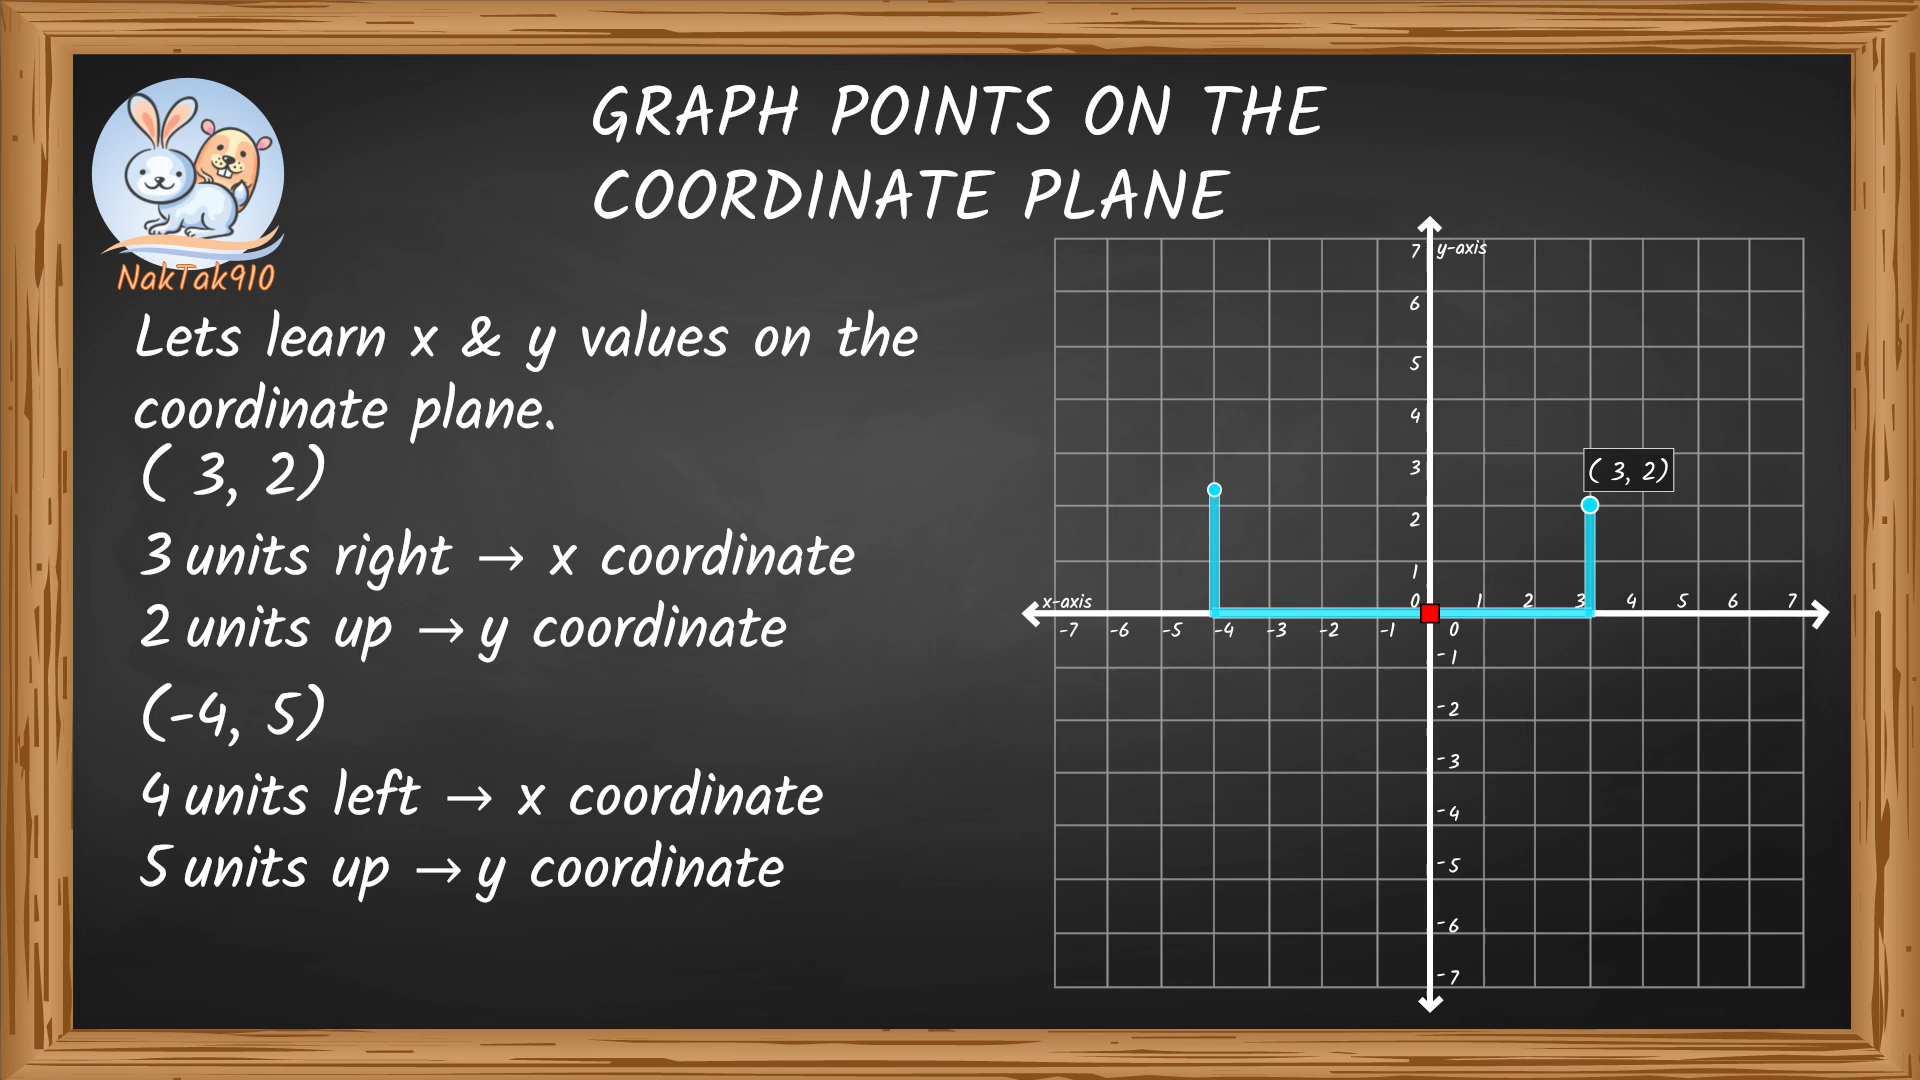 GRAPH POINTS ON THE
COORDINATE PLANE
NakTak910
Lets learn x & y values on the
coordinate plane.
( 3, 2)
3 units right → x coordinate
2 units up → y coordinate
(-4, 5)
4 units left → x coordinate
5 units up → y coordinate
y-axis
7
6
5
4
3
2
1
0
( 3, 2)
x-axis
1 2 3 4 5 6 7
-7 -6 -5 -4 -3 -2 -1 0
-1
-2
-3
-4
-5
-6
-7